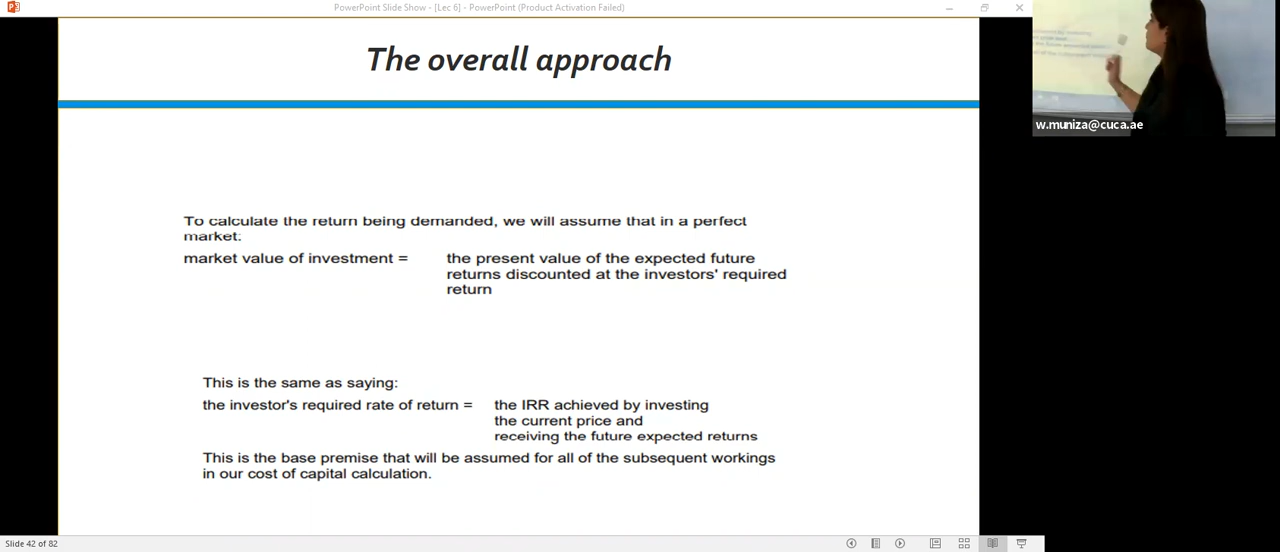 PowerPoint Slide Show - [Lec 6] - PowerPoint (Product Activation Failed)
The overall approach
w.muniza@cuca.ae
To calculate the return being demanded, we will assume that in a perfect
market:
market value of investment = the present value of the expected future
returns discounted at the investors' required
return
This is the same as saying:
the investor's required rate of return = the IRR achieved by investing
the current price and
receiving the future expected returns
This is the base premise that will be assumed for all of the subsequent workings
in our cost of capital calculation.
Slide 42 of 82